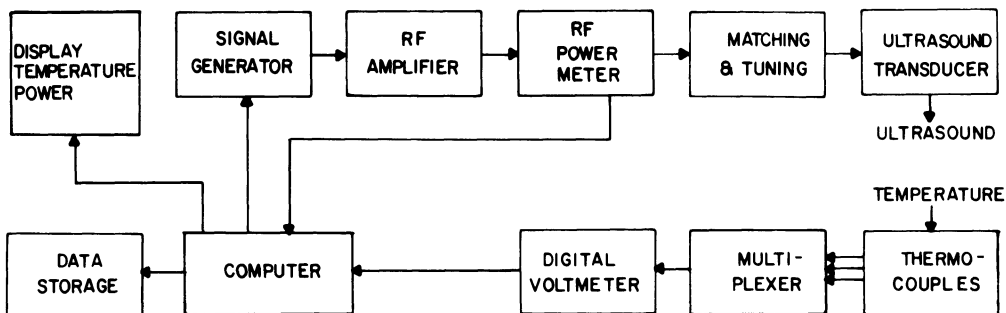 DISPLAY
TEMPERATURE
POWER
SIGNAL
GENERATOR
RF
AMPLIFIER
RF
POWER
METER
MATCHING
& TUNING
ULTRASOUND
TRANSDUCER
ULTRASOUND
TEMPERATURE
DATA
STORAGE
COMPUTER
DIGITAL
VOLTMETER
MULTI-
PLEXER
THERMO-
COUPLES